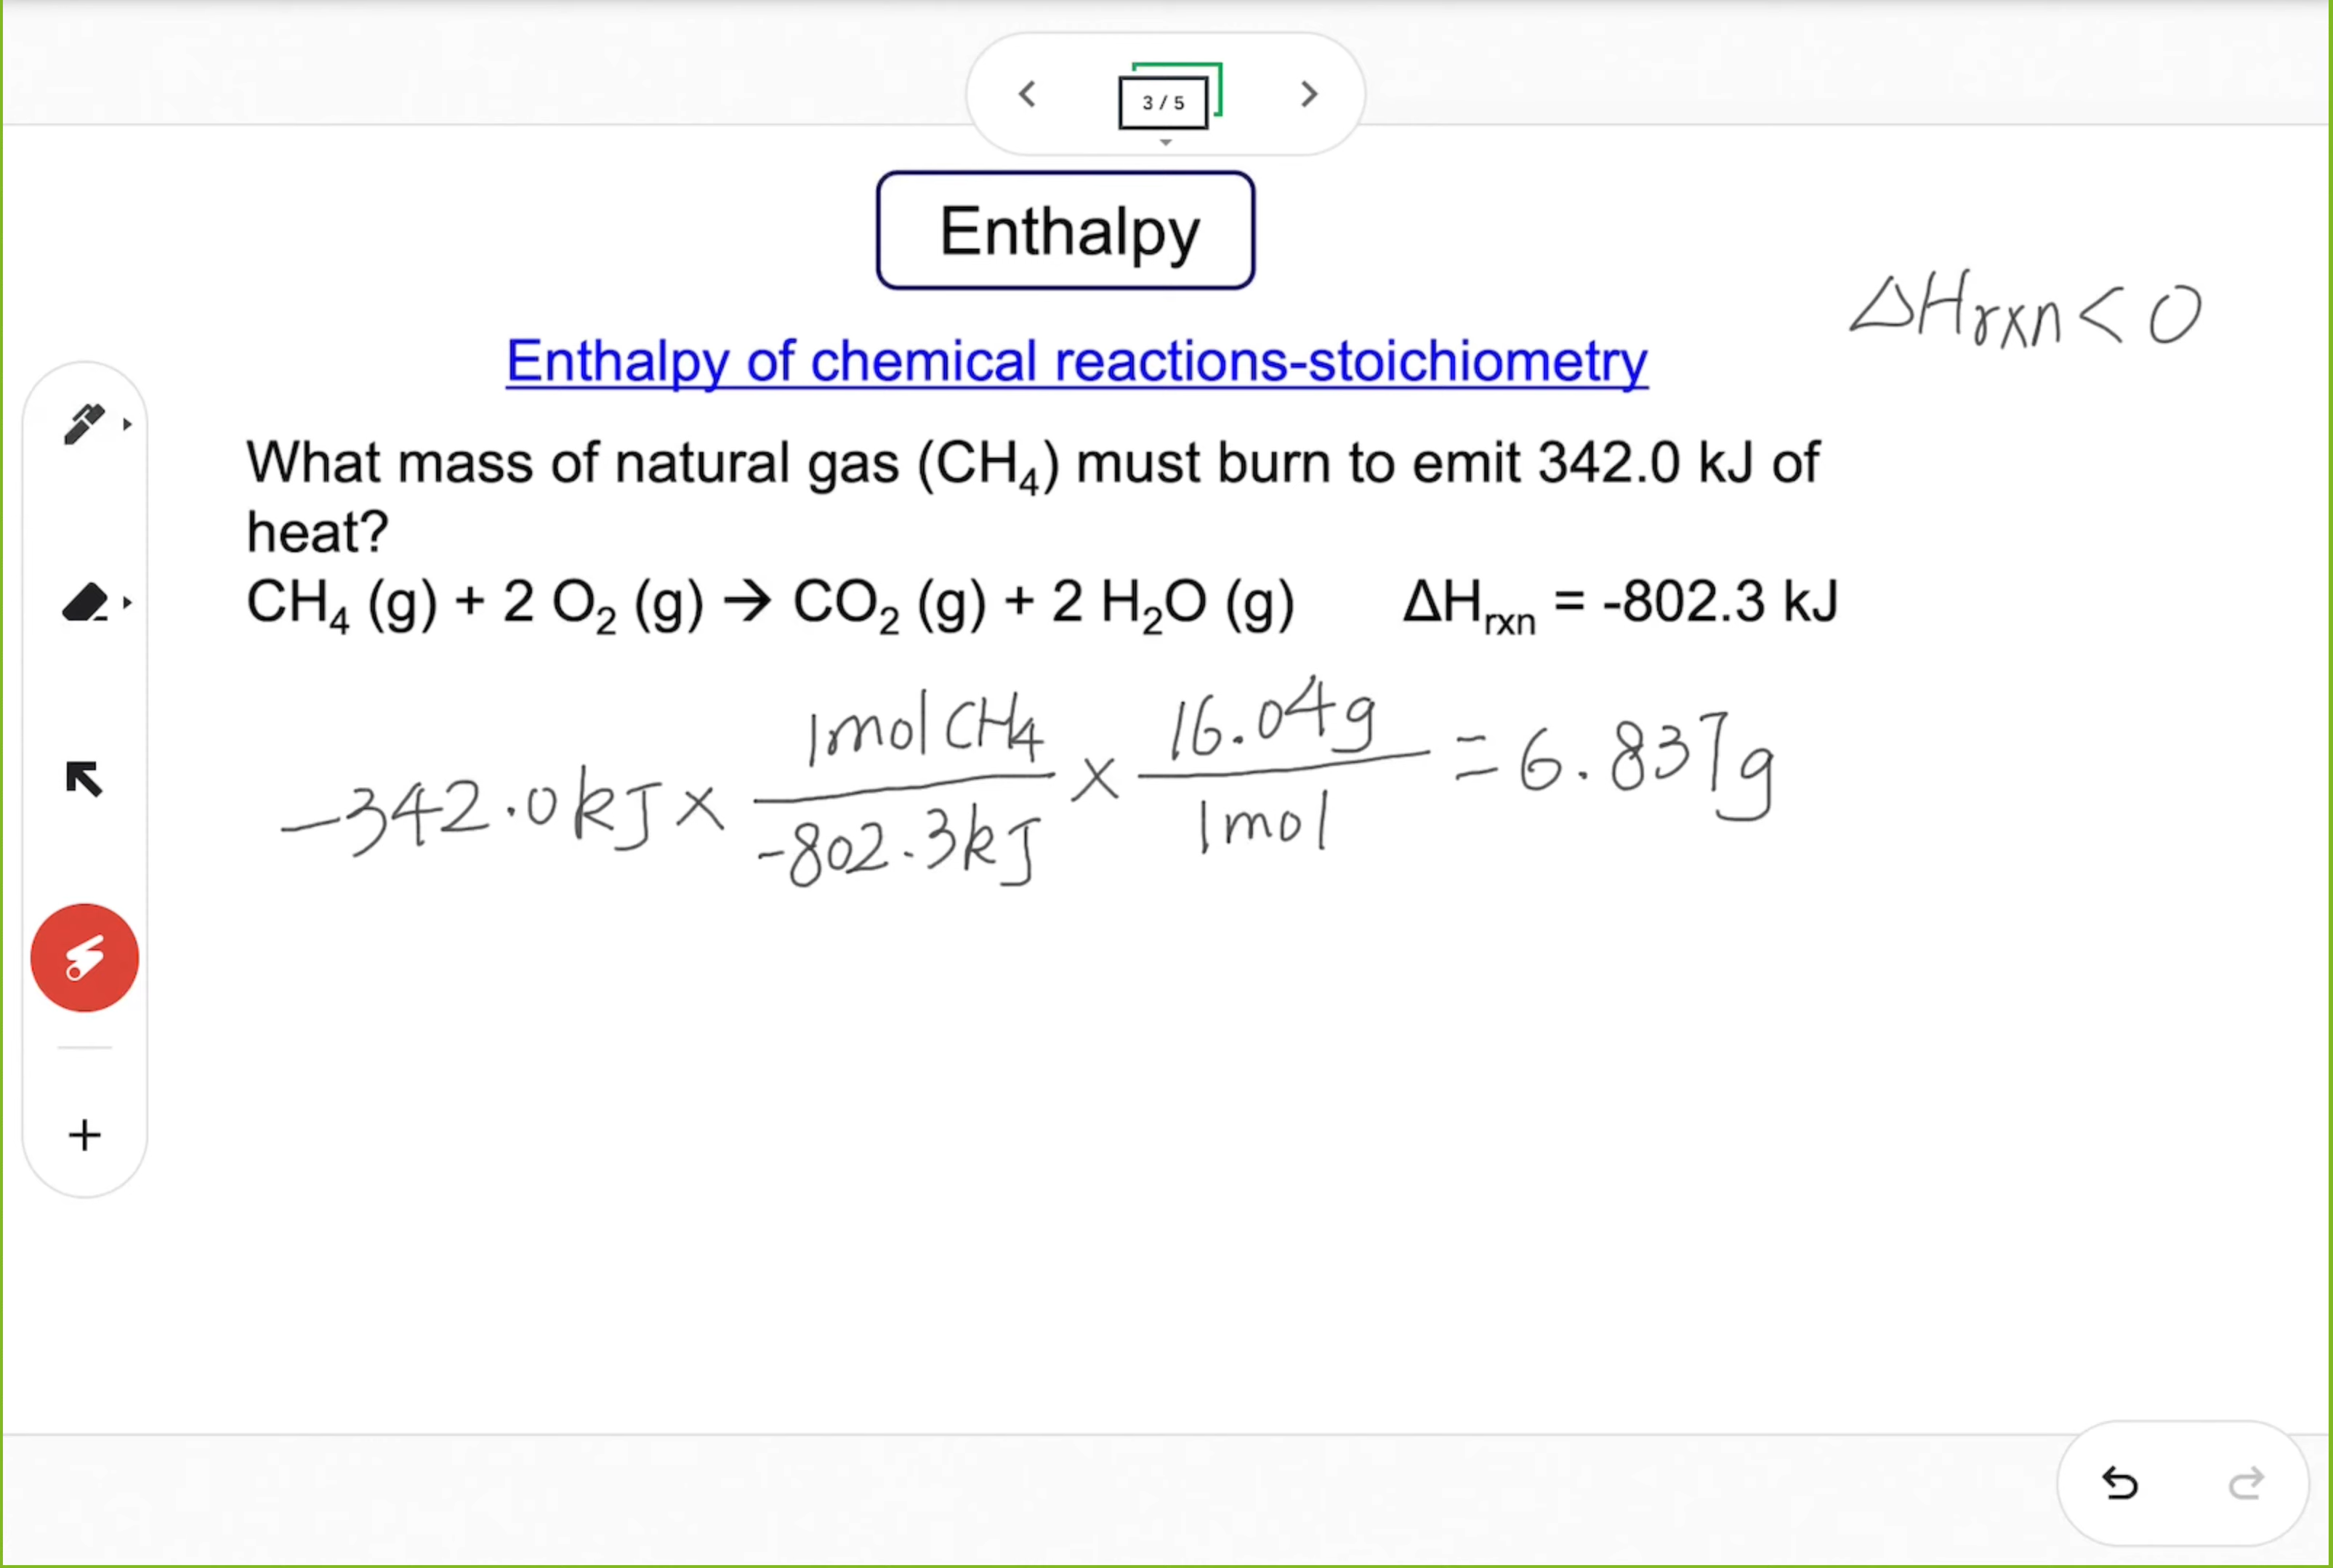 3 / 5
Enthalpy
ΔHrxn < 0
Enthalpy of chemical reactions-stoichiometry
What mass of natural gas (CH₄) must burn to emit 342.0 kJ of
heat?
CH₄ (g) + 2 O₂ (g) → CO₂ (g) + 2 H₂O (g) ΔHrxn = -802.3 kJ
1mol CH₄ 16.04g
-342.0kJ × ──── × ──── = 6.837g
-802.3kJ 1mol